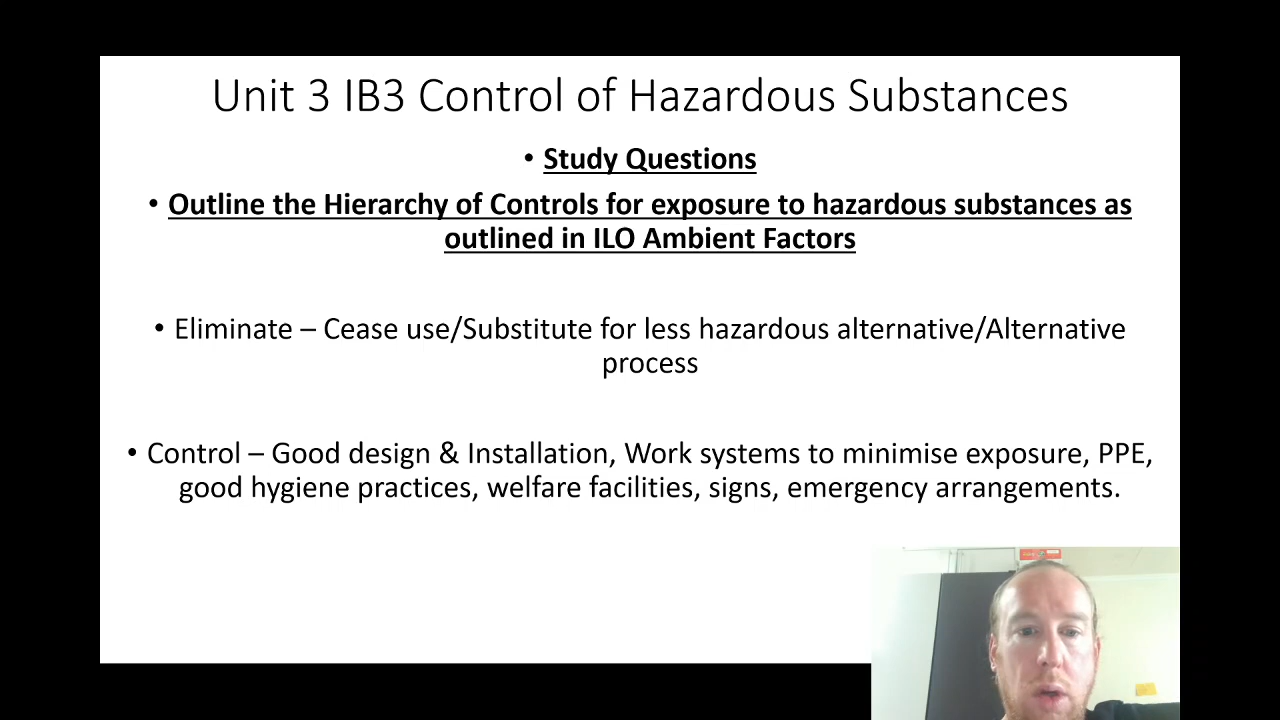 Unit 3 IB3 Control of Hazardous Substances
• Study Questions
• Outline the Hierarchy of Controls for exposure to hazardous substances as
outlined in ILO Ambient Factors
• Eliminate – Cease use/Substitute for less hazardous alternative/Alternative
process
• Control – Good design & Installation, Work systems to minimise exposure, PPE,
good hygiene practices, welfare facilities, signs, emergency arrangements.